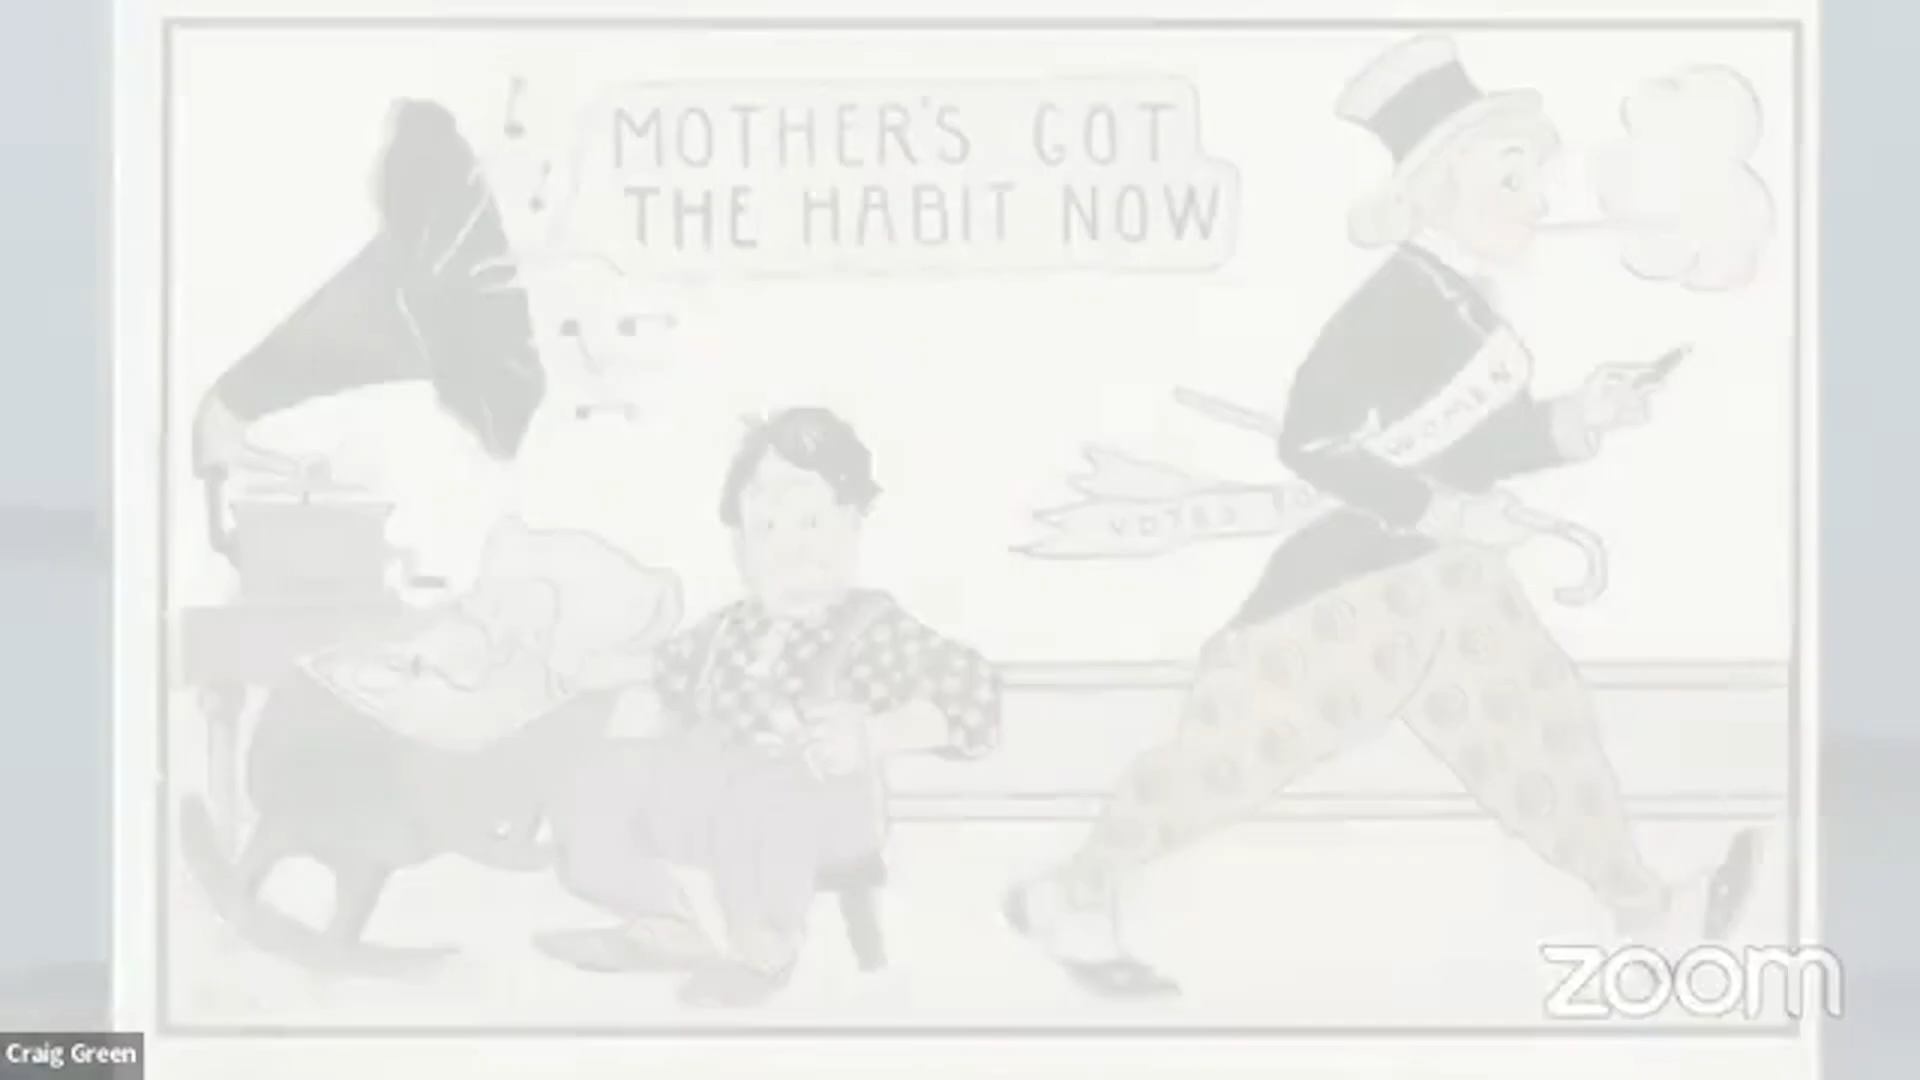 MOTHER'S GOT
THE HABIT NOW
WOMEN
VOTES
zoom
Craig Green